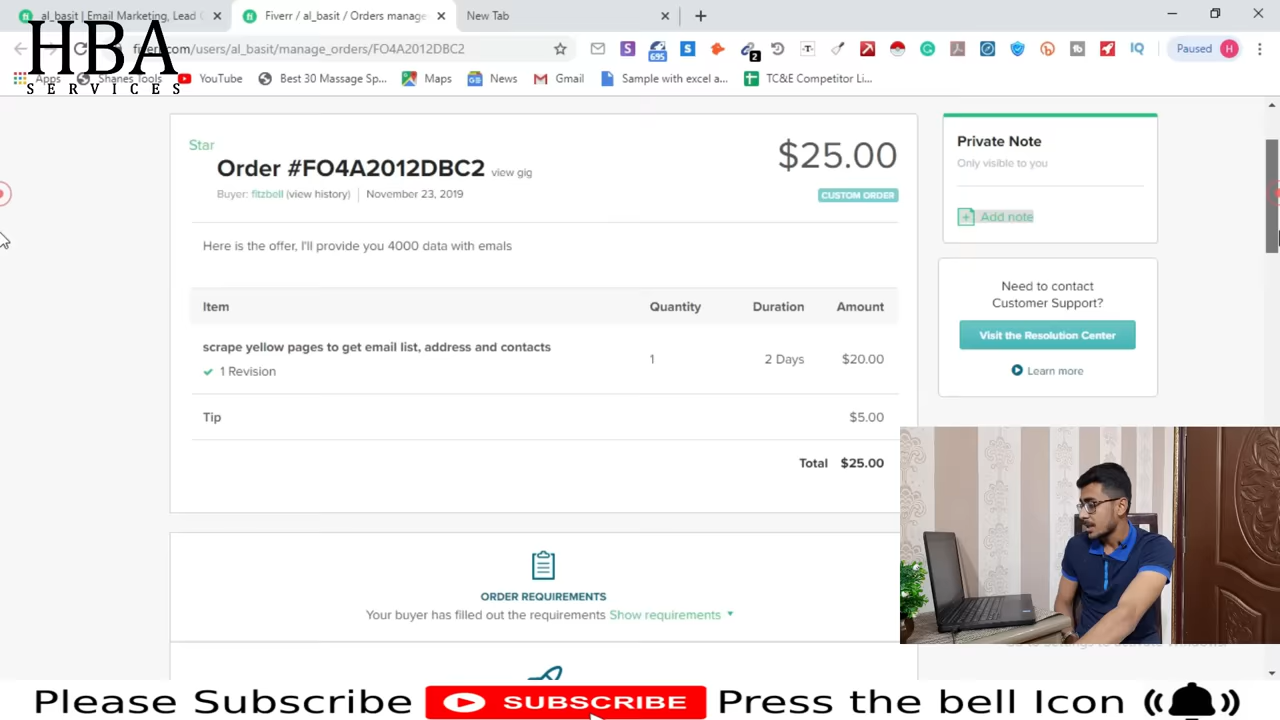 al_basit | Email Marketing, Lead G
Fiverr / al_basit / Orders manage
New Tab
HBA
SERVICES
fiverr.com/users/al_basit/manage_orders/FO4A2012DBC2
695
2
IQ
Paused
H
Apps
Shanes Tools
YouTube
Best 30 Massage Sp...
Maps
News
Gmail
Sample with excel a...
TC&E Competitor Li...
Star
Order #FO4A2012DBC2 view gig
$25.00
Buyer: fitzbell (view history) | November 23, 2019
CUSTOM ORDER
Here is the offer, I'll provide you 4000 data with emals
Item Quantity Duration Amount
scrape yellow pages to get email list, address and contacts
1 2 Days $20.00
1 Revision
Tip $5.00
Total $25.00
Private Note
Only visible to you
Add note
Need to contact
Customer Support?
Visit the Resolution Center
Learn more
ORDER REQUIREMENTS
Your buyer has filled out the requirements Show requirements
Please Subscribe SUBSCRIBE Press the bell Icon